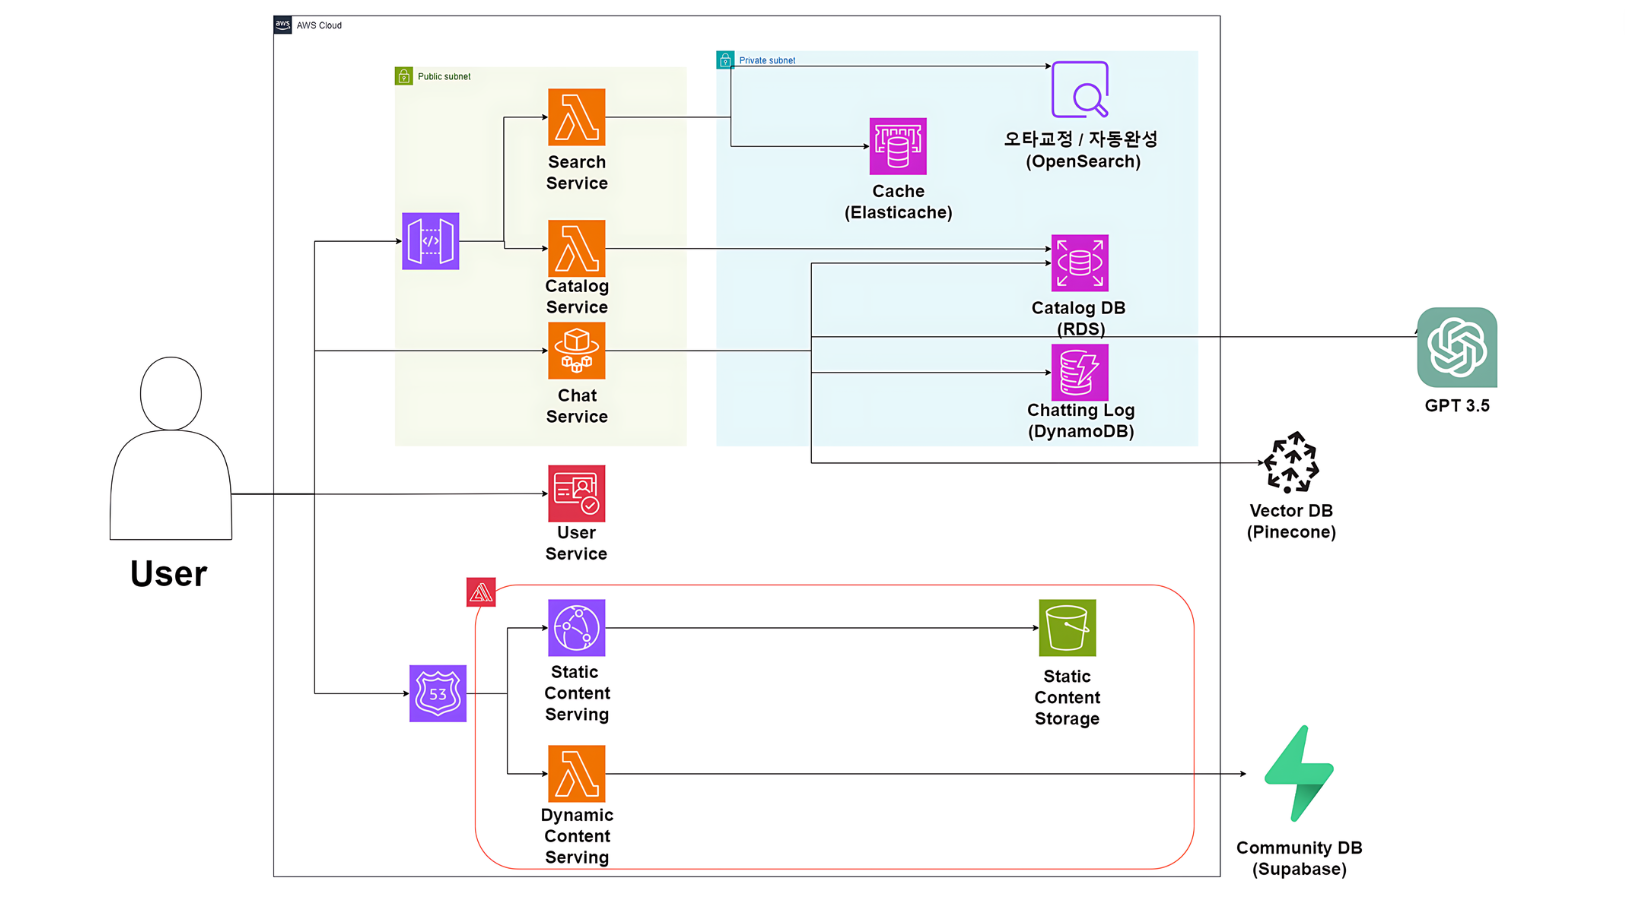 aws
AWS Cloud
Public subnet
Private subnet
Search
Service
오타교정 / 자동완성
(OpenSearch)
Cache
(Elasticache)
Catalog
Service
Catalog DB
(RDS)
Chat
Service
Chatting Log
(DynamoDB)
GPT 3.5
Vector DB
(Pinecone)
User
Service
User
53
Static
Content
Serving
Static
Content
Storage
Dynamic
Content
Serving
Community DB
(Supabase)